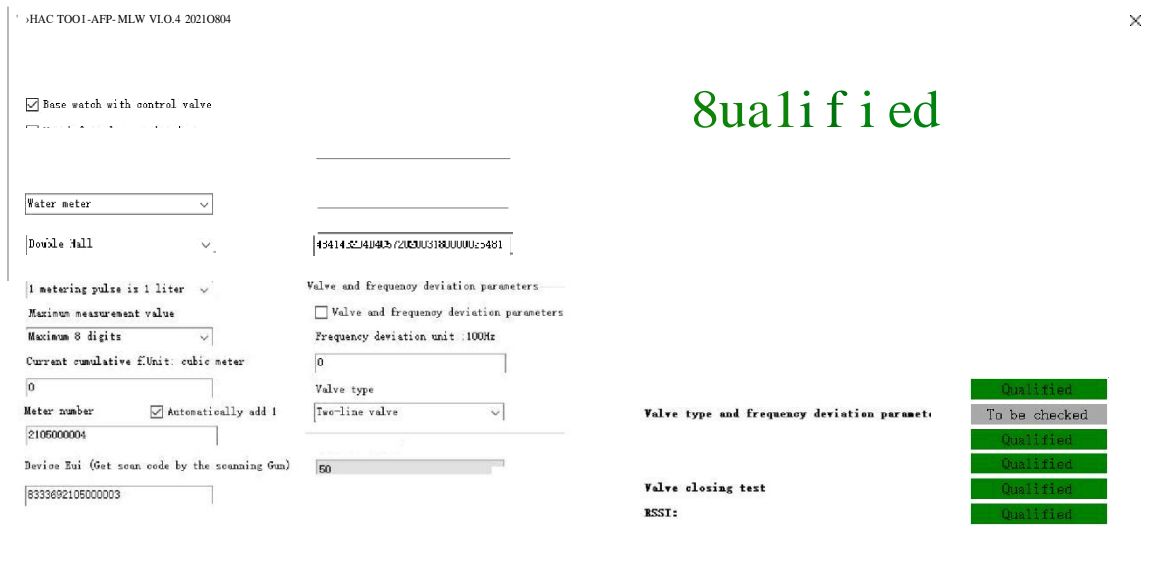 HAC TOO1-AFP-MLW V1.O.4 2021O804
Base watch with control valve
8ua1ified
Water meter
Double Hall
1 metering pulse is 1 liter
Valve and frequency deviation parameters
Maximum measurement value
Valve and frequency deviation parameters
Maximum 8 digits
Frequency deviation unit :100Hz
Current cumulative f.Unit: cubic meter
0
0
Valve type
Qualified
Meter number
Automatically add 1
Two-line valve
Valve type and frequency deviation paramet
To be checked
2105000004
Qualified
Device Eui (Get scan code by the scanning Gun)
50
Qualified
8333692105000003
Valve closing test
Qualified
RSSI:
Qualified